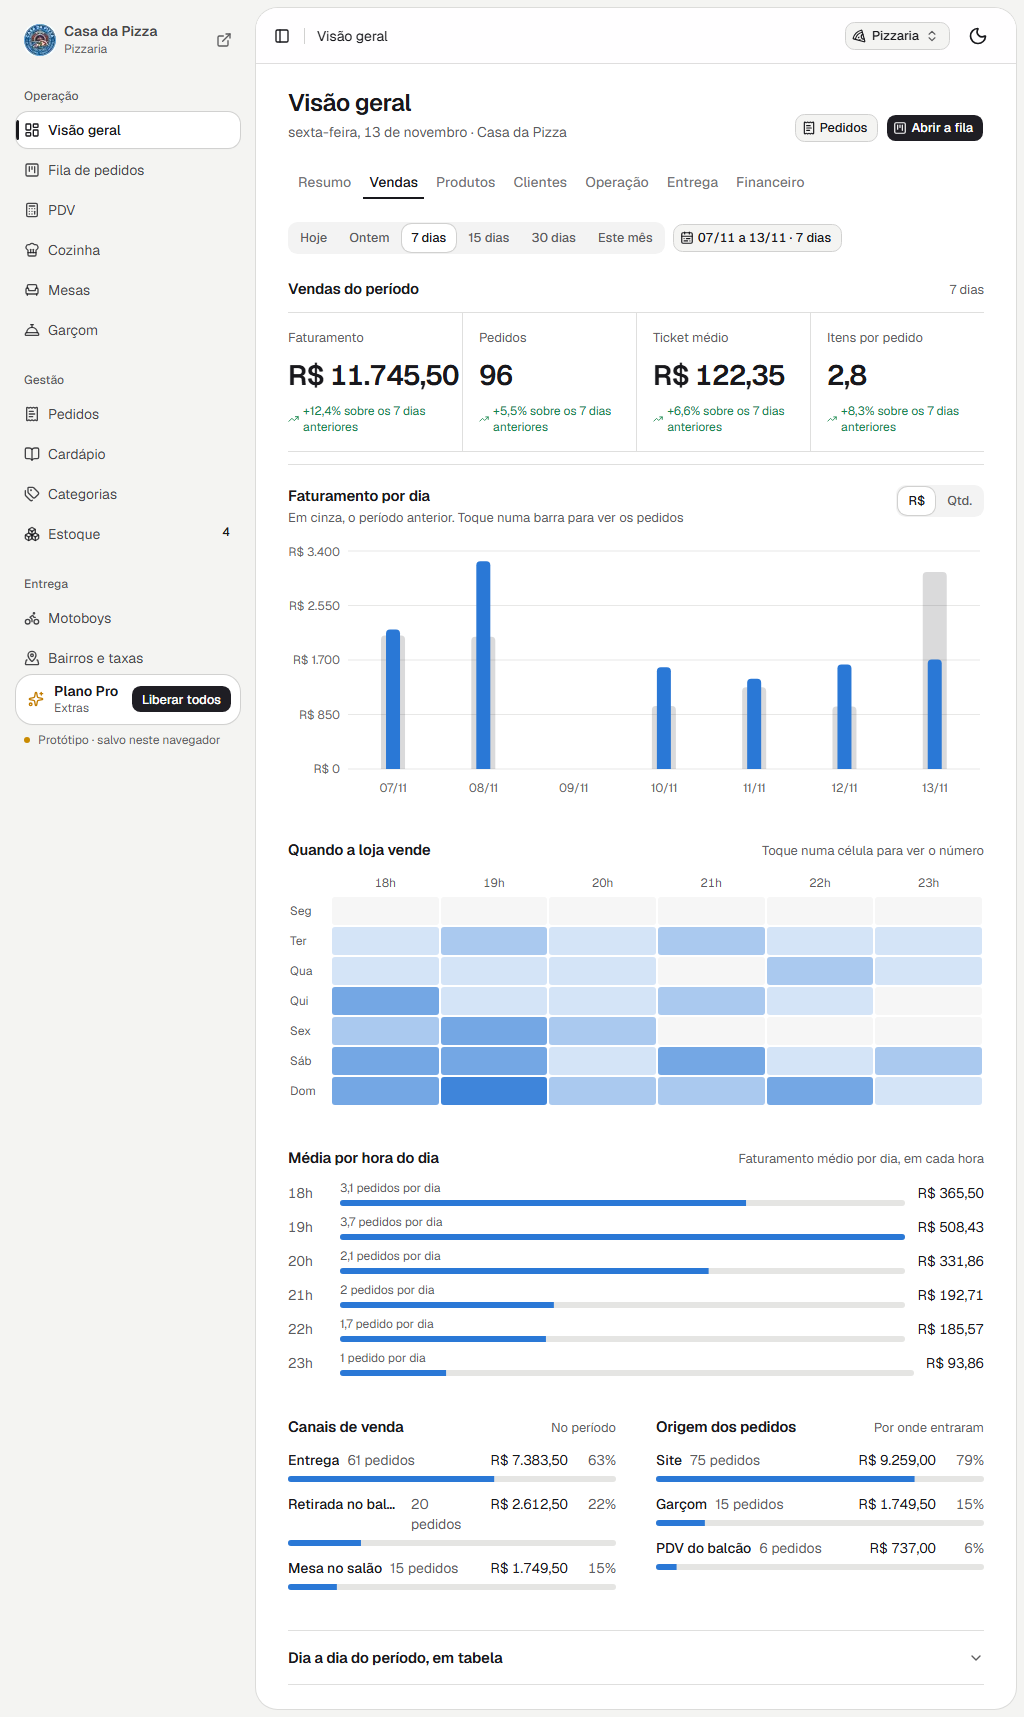 Casa da Pizza
Pizzaria
Operação
Visão geral
Fila de pedidos
PDV
Cozinha
Mesas
Garçom
Gestão
Pedidos
Cardápio
Categorias
Estoque 4
Entrega
Motoboys
Bairros e taxas
Plano Pro
Extras
Liberar todos
Protótipo · salvo neste navegador
Visão geral
Pizzaria
Visão geral
sexta-feira, 13 de novembro · Casa da Pizza
Pedidos
Abrir a fila
Resumo Vendas Produtos Clientes Operação Entrega Financeiro
Hoje Ontem 7 dias 15 dias 30 dias Este mês
07/11 a 13/11 · 7 dias
Vendas do período
7 dias
Faturamento
R$ 11.745,50
+12,4% sobre os 7 dias
anteriores
Pedidos
96
+5,5% sobre os 7 dias
anteriores
Ticket médio
R$ 122,35
+6,6% sobre os 7 dias
anteriores
Itens por pedido
2,8
+8,3% sobre os 7 dias
anteriores
Faturamento por dia
Em cinza, o período anterior. Toque numa barra para ver os pedidos
R$ Qtd.
R$ 3.400
R$ 2.550
R$ 1.700
R$ 850
R$ 0
07/11 08/11 09/11 10/11 11/11 12/11 13/11
Quando a loja vende
Toque numa célula para ver o número
18h 19h 20h 21h 22h 23h
Seg
Ter
Qua
Qui
Sex
Sáb
Dom
Média por hora do dia
Faturamento médio por dia, em cada hora
18h 3,1 pedidos por dia R$ 365,50
19h 3,7 pedidos por dia R$ 508,43
20h 2,1 pedidos por dia R$ 331,86
21h 2 pedidos por dia R$ 192,71
22h 1,7 pedido por dia R$ 185,57
23h 1 pedido por dia R$ 93,86
Canais de venda
No período
Entrega 61 pedidos R$ 7.383,50 63%
Retirada no bal... 20 pedidos R$ 2.612,50 22%
Mesa no salão 15 pedidos R$ 1.749,50 15%
Origem dos pedidos
Por onde entraram
Site 75 pedidos R$ 9.259,00 79%
Garçom 15 pedidos R$ 1.749,50 15%
PDV do balcão 6 pedidos R$ 737,00 6%
Dia a dia do período, em tabela